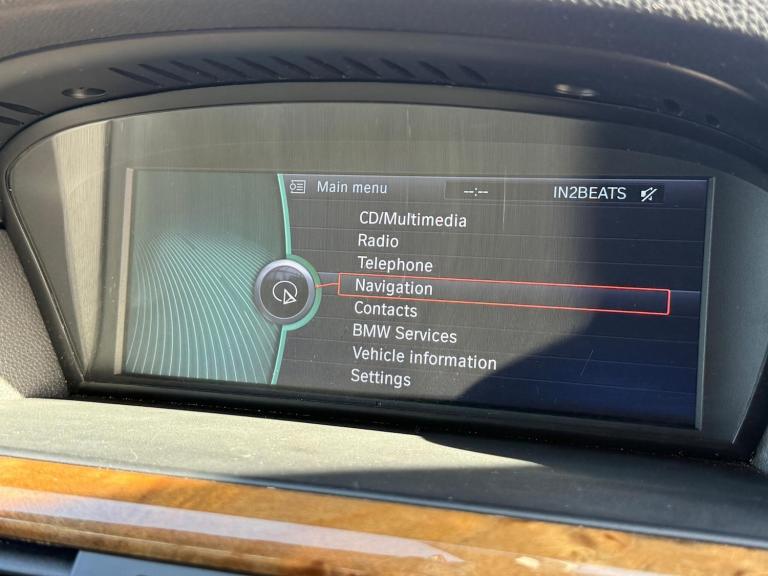 Main menu --:-- IN2BEATS
CD/Multimedia
Radio
Telephone
Navigation
Contacts
BMW Services
Vehicle information
Settings